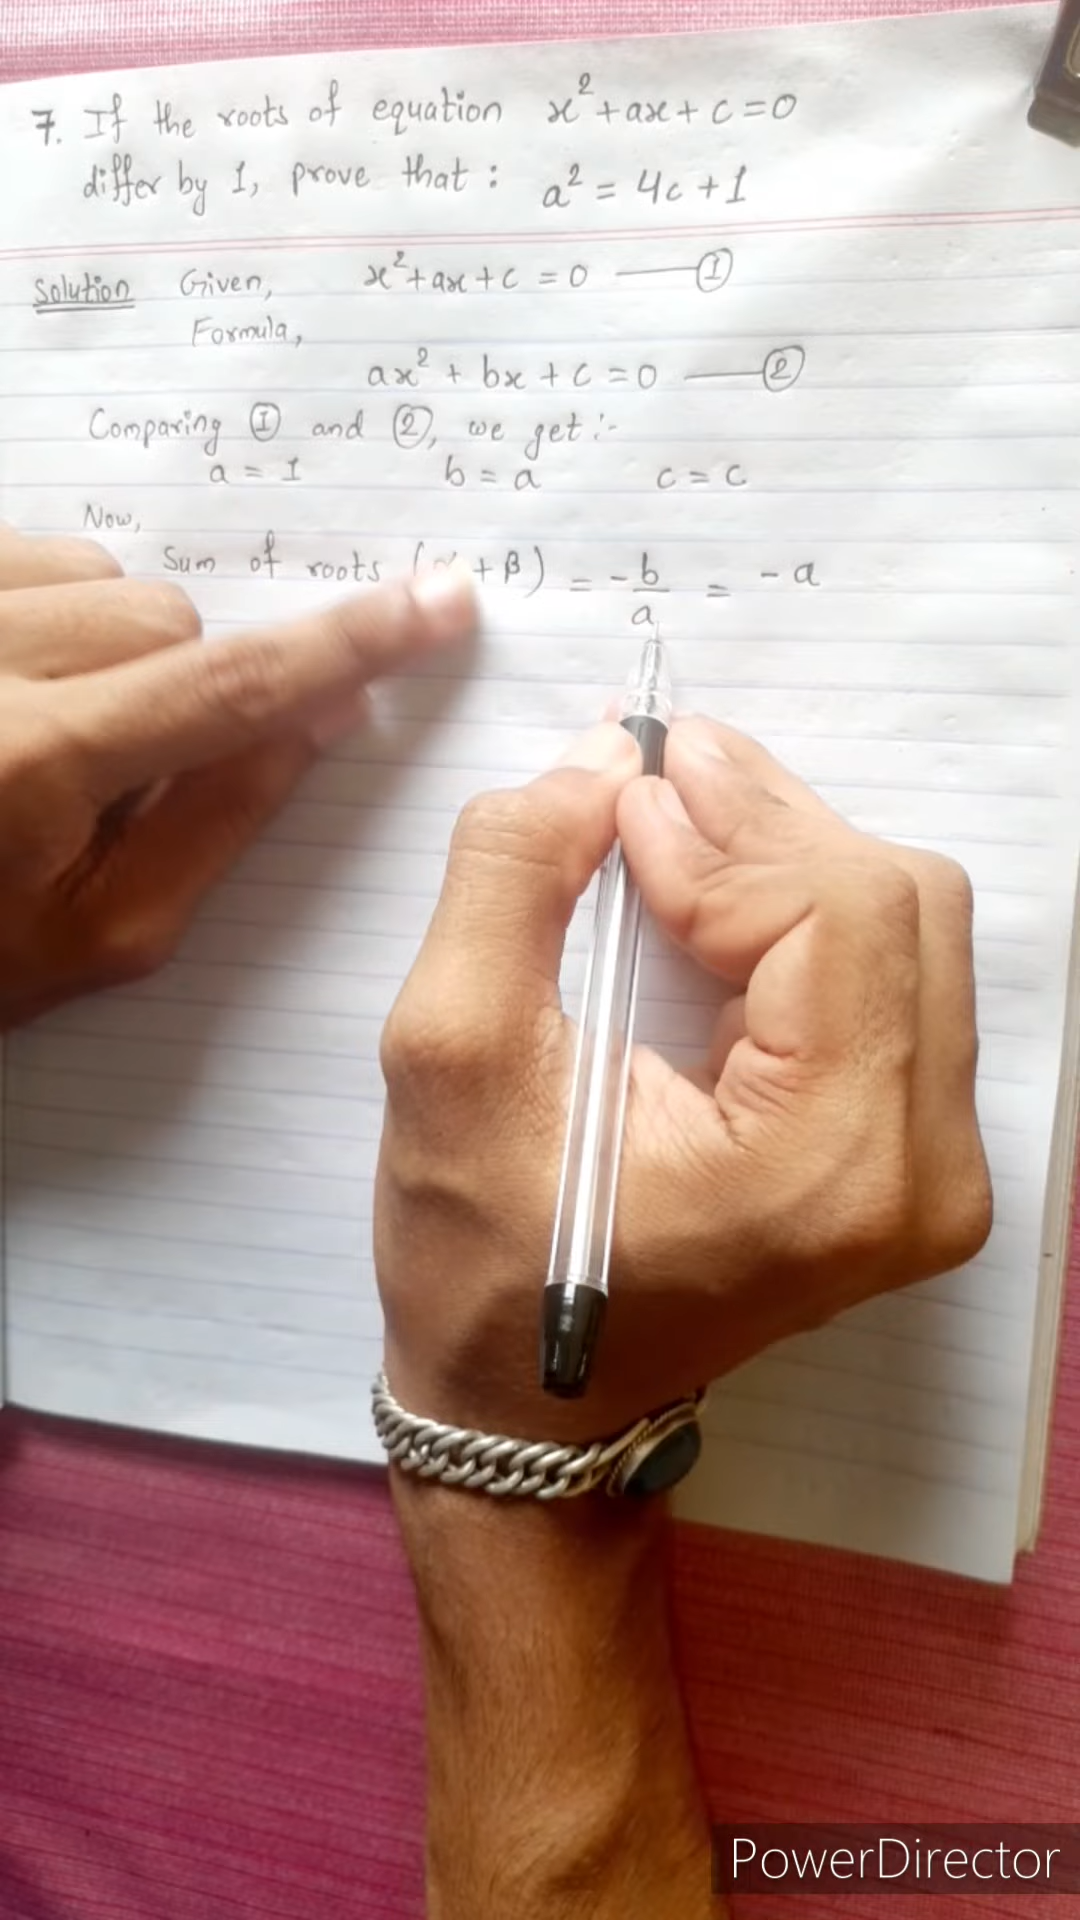 7. If the roots of equation x²+ax+c=0
differ by 1, prove that : a² = 4c+1
Solution Given, x²+ax+c = 0 —— ①
Formula,
ax² + bx + c = 0 —— ②
Comparing ① and ②, we get :-
a = 1 b = a c = c
Now,
Sum of roots ( + β) = -b/a = - a
PowerDirector